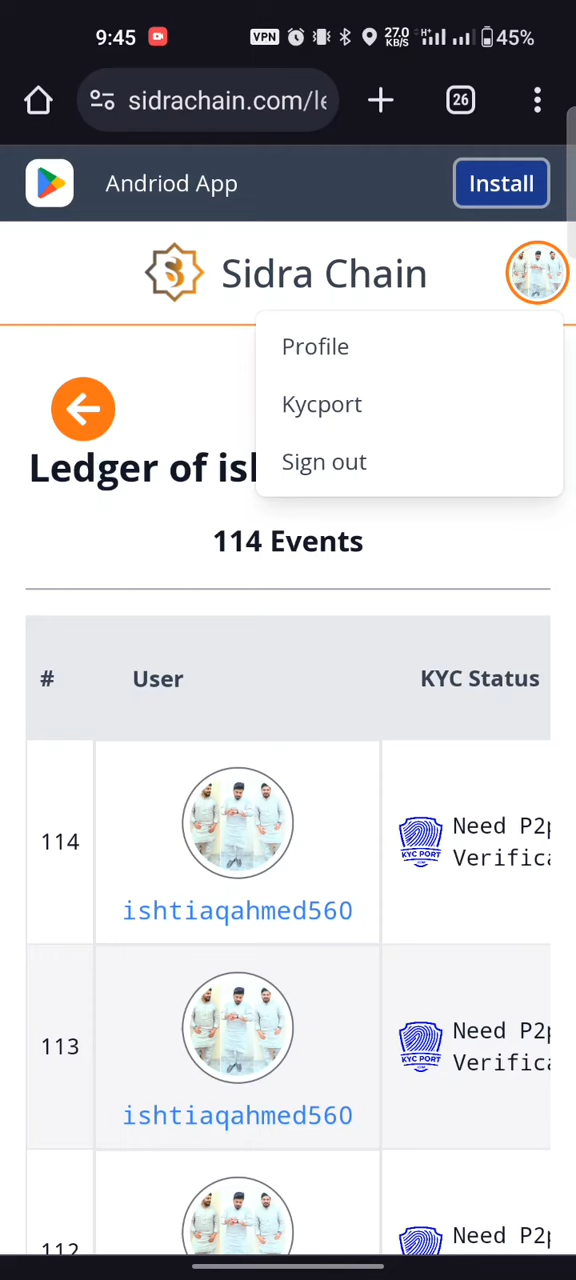 9:45
VPN
27.0
KB/S
H+
45%
sidrachain.com/le
26
Andriod App
Install
Sidra Chain
Profile
Kycport
Sign out
Ledger of isl
114 Events
# User KYC Status
114
KYC PORT
Need P2p
Verifica
ishtiaqahmed560
113
KYC PORT
Need P2p
Verifica
ishtiaqahmed560
112
Need P2p